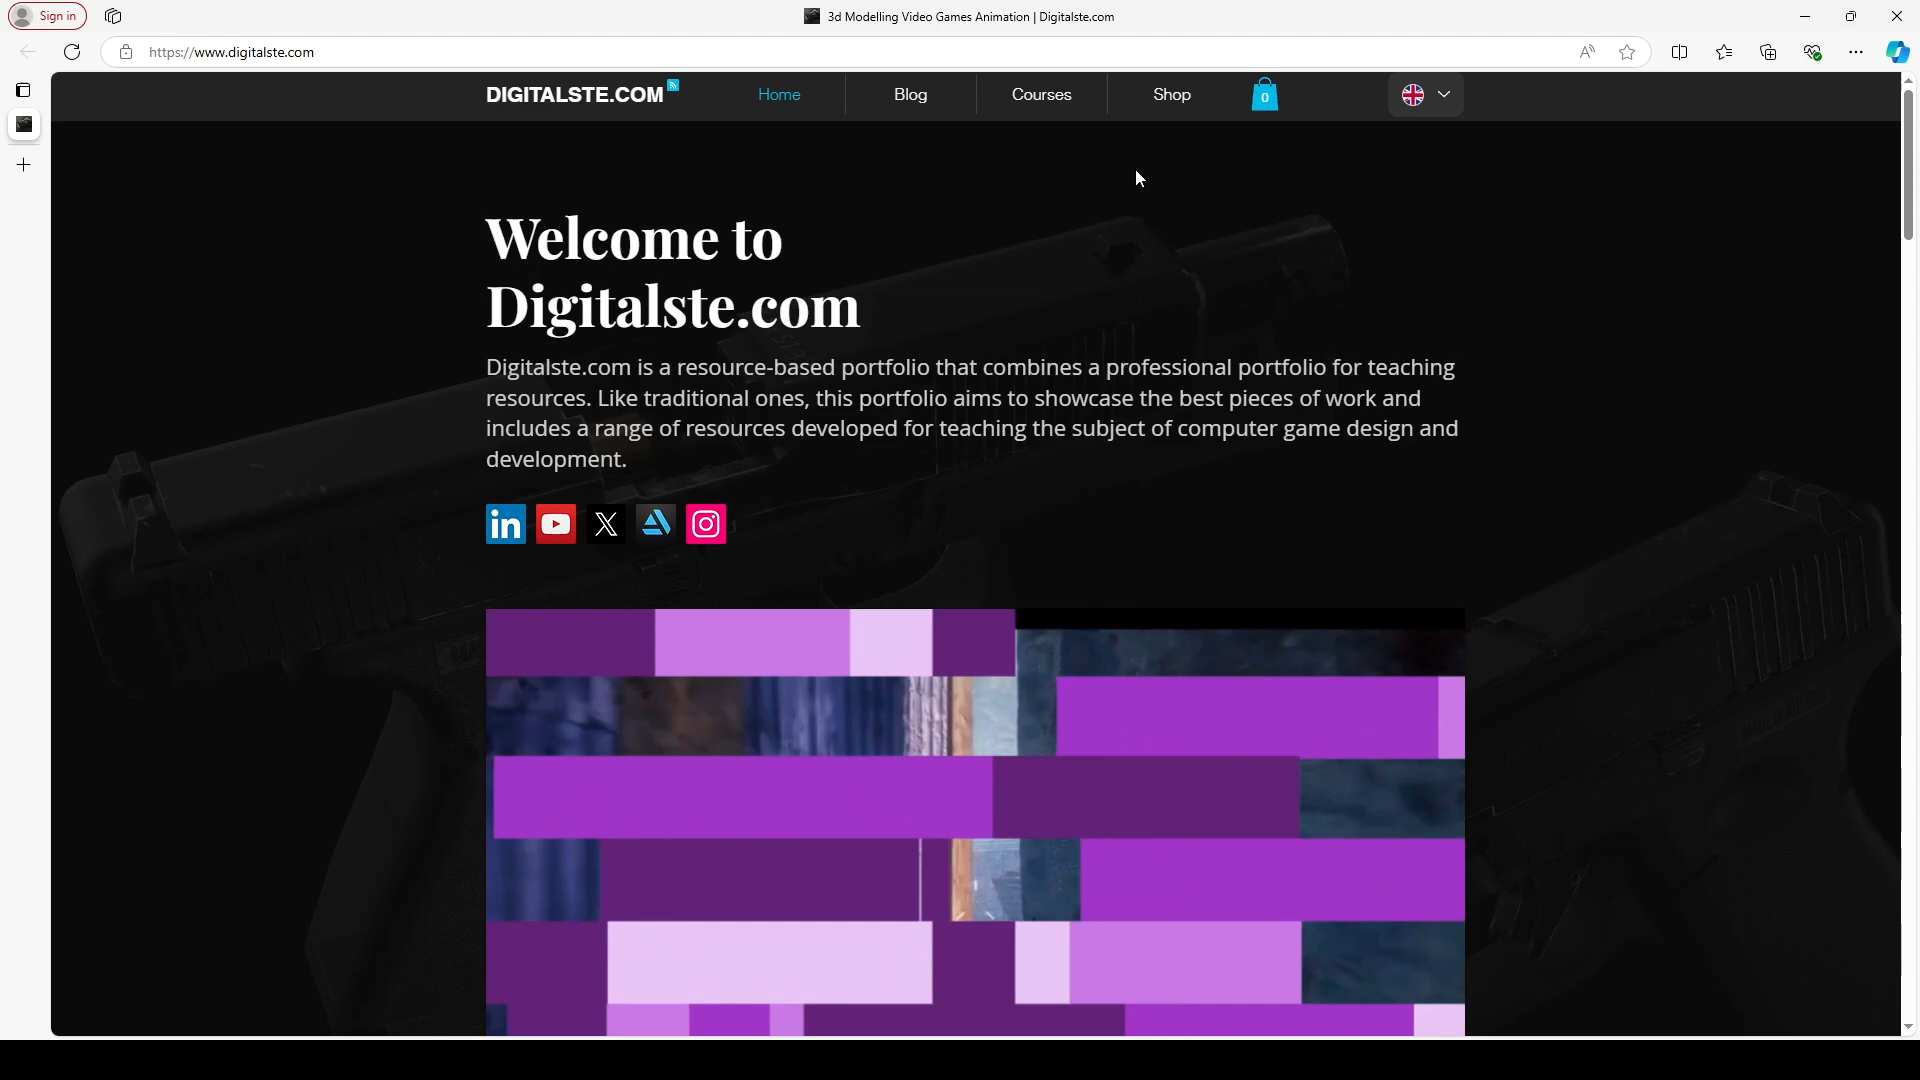 Sign in
3d Modelling Video Games Animation | Digitalste.com
https://www.digitalste.com
DIGITALSTE.COM
Home
Blog
Courses
Shop
0
Welcome to
Digitalste.com
Digitalste.com is a resource-based portfolio that combines a professional portfolio for teaching
resources. Like traditional ones, this portfolio aims to showcase the best pieces of work and
includes a range of resources developed for teaching the subject of computer game design and
development.